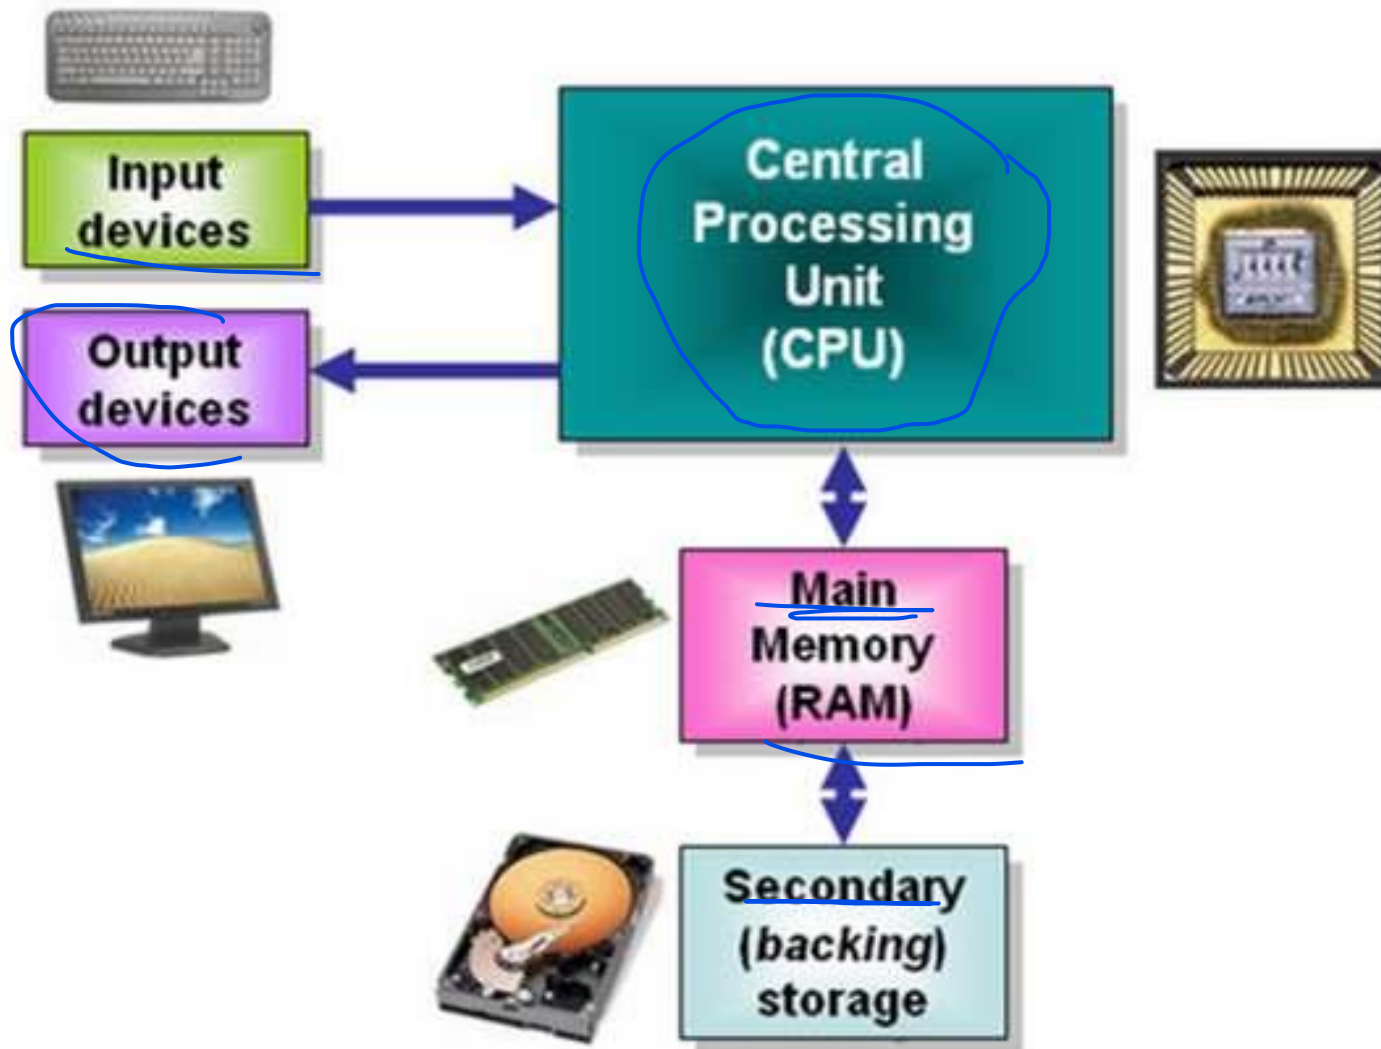 Input
devices
Output
devices
Central
Processing
Unit
(CPU)
Main
Memory
(RAM)
Secondary
(backing)
storage